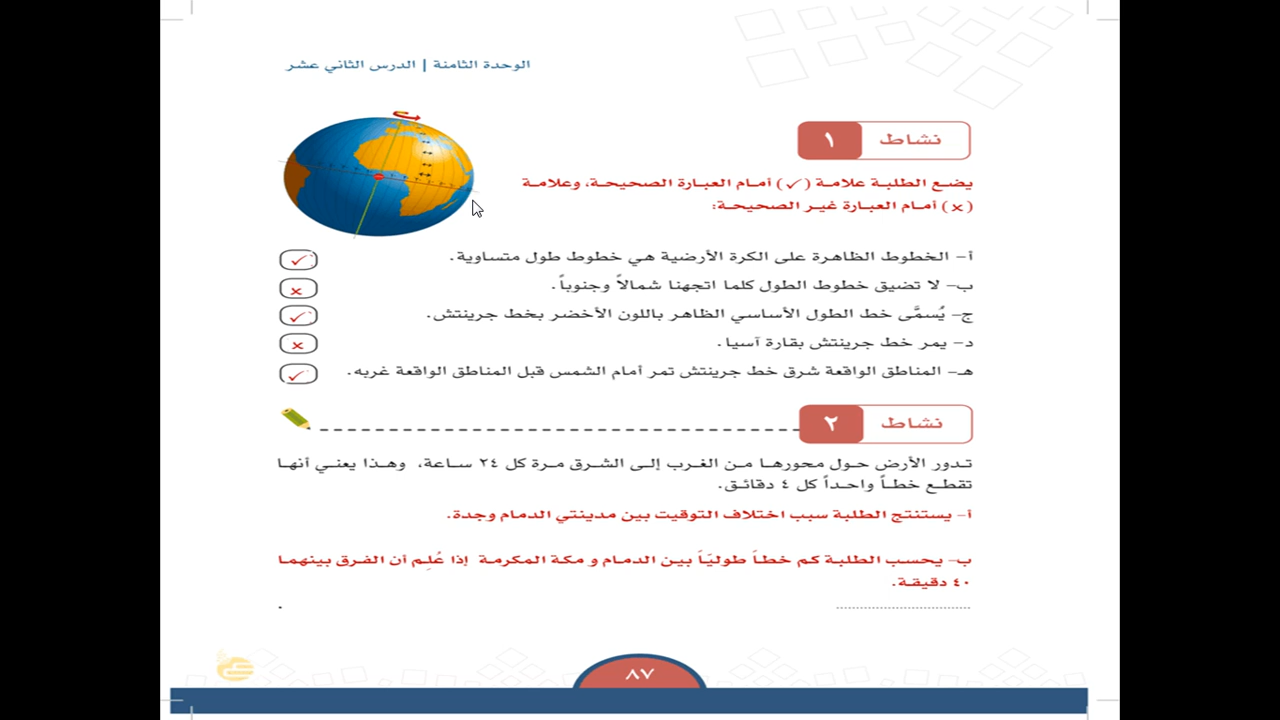 الوحدة الثامنة | الدرس الثاني عشر
نشاط ١
يضع الطلبة علامة (✓) أمام العبارة الصحيحة، وعلامة
(x) أمام العبارة غير الصحيحة:
أ- الخطوط الظاهرة على الكرة الأرضية هي خطوط طول متساوية. ✓
ب- لا تضيق خطوط الطول كلما اتجهنا شمالاً وجنوباً. x
ج- يُسمَّى خط الطول الأساسي الظاهر باللون الأخضر بخط جرينتش. ✓
د- يمر خط جرينتش بقارة آسيا. x
هـ- المناطق الواقعة شرق خط جرينتش تمر أمام الشمس قبل المناطق الواقعة غربه. ✓
نشاط ٢
تدور الأرض حول محورها من الغرب إلى الشرق مرة كل ٢٤ ساعة، وهذا يعني أنها
تقطع خطاً واحداً كل ٤ دقائق.
أ- يستنتج الطلبة سبب اختلاف التوقيت بين مدينتي الدمام وجدة.
ب- يحسب الطلبة كم خطاً طوليّاً بين الدمام و مكة المكرمة إذا عُلِم أن الفرق بينهما
٤٠ دقيقة.
٨٧